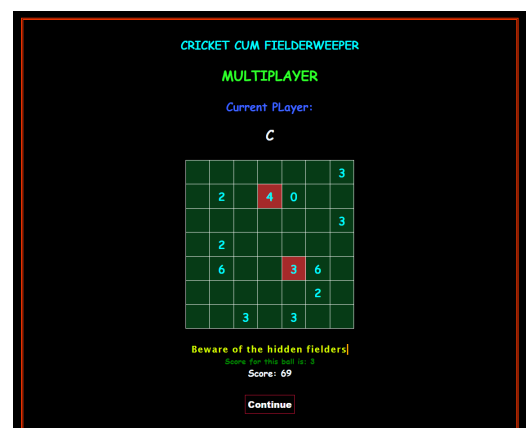 CRICKET CUM FIELDERWEEPER
MULTIPLAYER
Current PLayer:
C
3
2 4 0
3
2
6 3 6
2
3 3
Beware of the hidden fielders|
Score for this ball is: 3
Score: 69
Continue